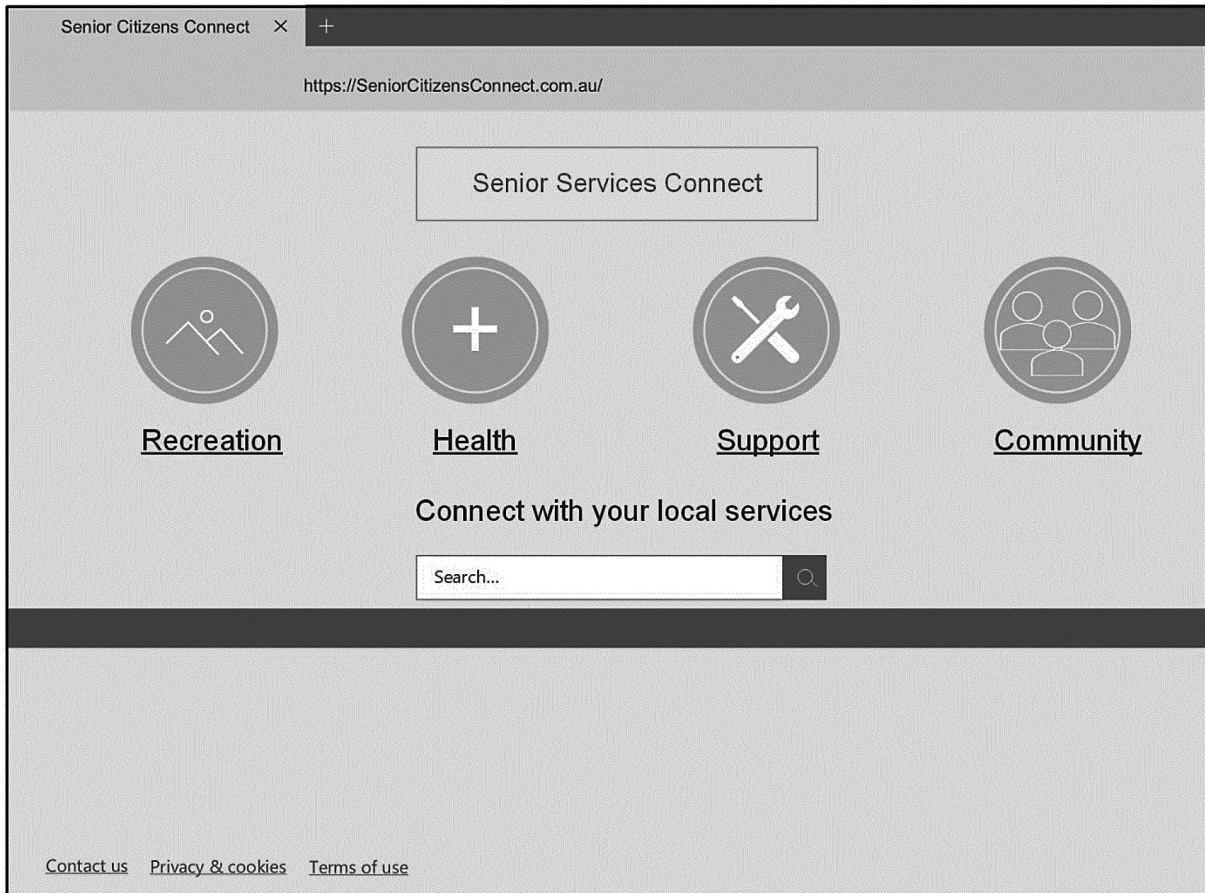 Senior Citizens Connect
https://SeniorCitizensConnect.com.au/
Senior Services Connect
Recreation Health Support Community
Connect with your local services
Search...
Contact us Privacy & cookies Terms of use